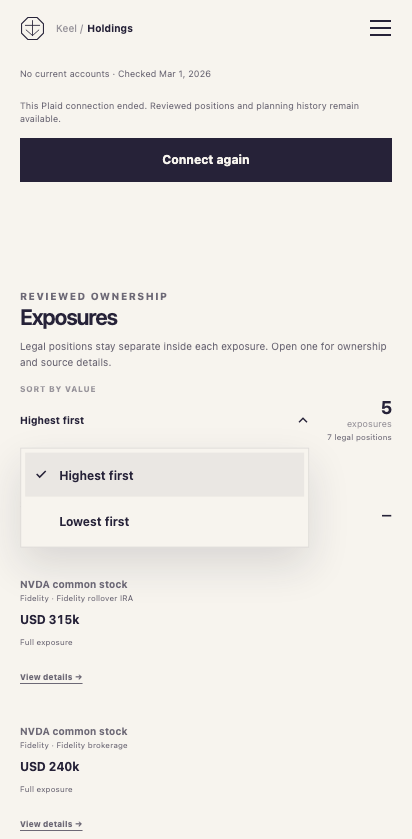 Keel / Holdings
No current accounts · Checked Mar 1, 2026
This Plaid connection ended. Reviewed positions and planning history remain
available.
Connect again
REVIEWED OWNERSHIP
Exposures
Legal positions stay separate inside each exposure. Open one for ownership
and source details.
SORT BY VALUE
Highest first
5
exposures
7 legal positions
Highest first
Lowest first
NVDA common stock
Fidelity · Fidelity rollover IRA
USD 315k
Full exposure
View details →
NVDA common stock
Fidelity · Fidelity brokerage
USD 240k
Full exposure
View details →